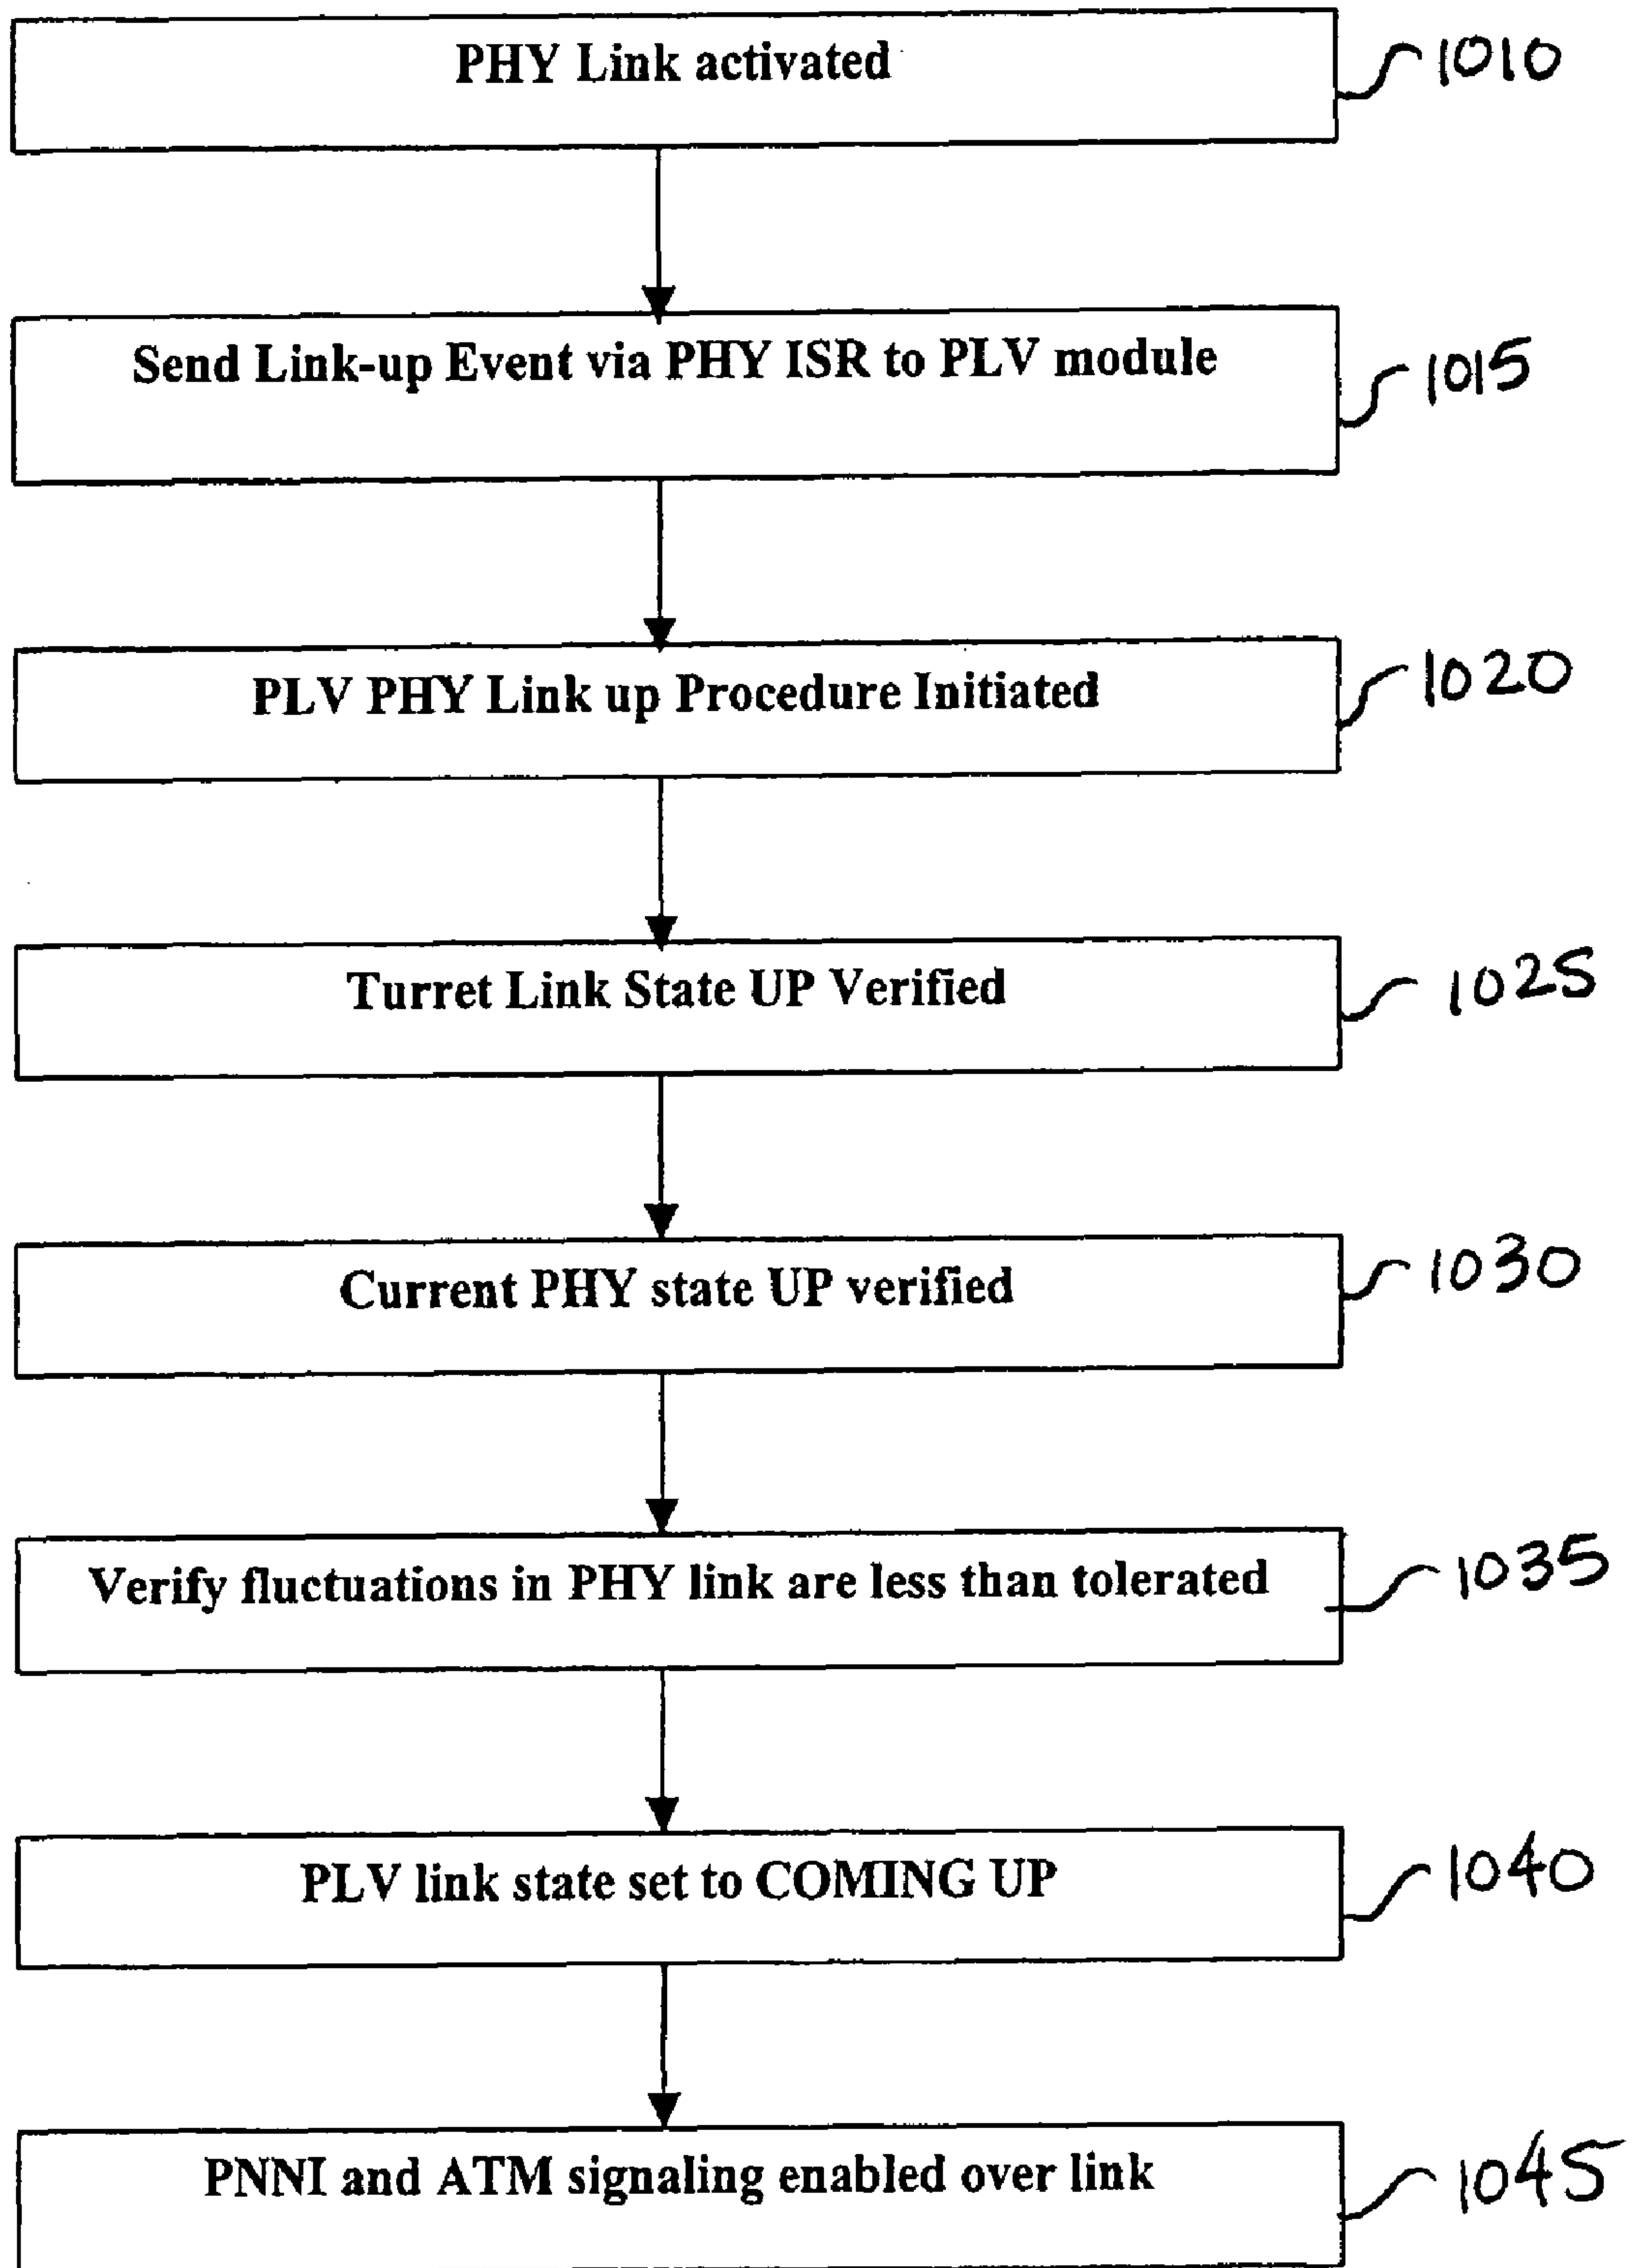 PHY Link activated
1010
Send Link-up Event via PHY ISR to PLV module
1015
PLV PHY Link up Procedure Initiated
1020
Turret Link State UP Verified
1025
Current PHY state UP verified
1030
Verify fluctuations in PHY link are less than tolerated
1035
PLV link state set to COMING UP
1040
PNNI and ATM signaling enabled over link
1045